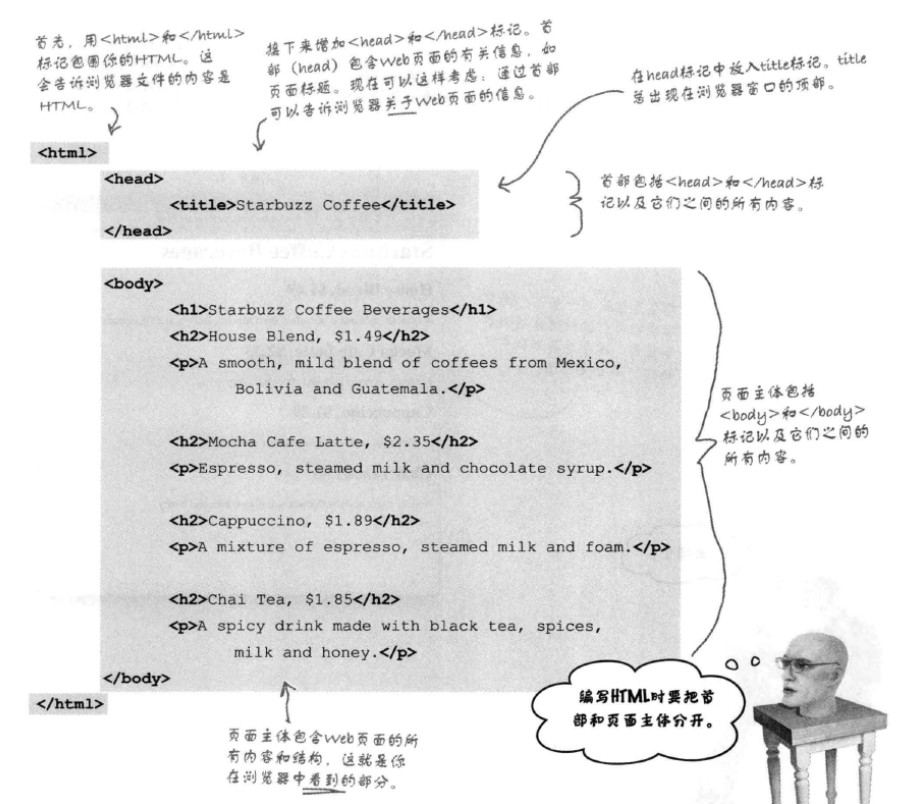 首先，用<html>和</html>
标记包围你的HTML。这
会告诉浏览器文件的内容是
HTML。
接下来增加<head>和</head>标记。首
部（head）包含Web页面的有关信息，如
页面标题。现在可以这样考虑：通过首部
可以告诉浏览器关于Web页面的信息。
在head标记中放入title标记。title
总出现在浏览器窗口的顶部。
<html>
<head>
<title>Starbuzz Coffee</title>
</head>
首部包括<head>和</head>标
记以及它们之间的所有内容。
<body>
<h1>Starbuzz Coffee Beverages</h1>
<h2>House Blend, $1.49</h2>
<p>A smooth, mild blend of coffees from Mexico,
Bolivia and Guatemala.</p>
<h2>Mocha Cafe Latte, $2.35</h2>
<p>Espresso, steamed milk and chocolate syrup.</p>
<h2>Cappuccino, $1.89</h2>
<p>A mixture of espresso, steamed milk and foam.</p>
<h2>Chai Tea, $1.85</h2>
<p>A spicy drink made with black tea, spices,
milk and honey.</p>
</body>
</html>
页面主体包括
<body>和</body>
标记以及它们之间的
所有内容。
编写HTML时要把首
部和页面主体分开。
页面主体包含Web页面的所
有内容和结构，这就是你
在浏览器中看到的部分。